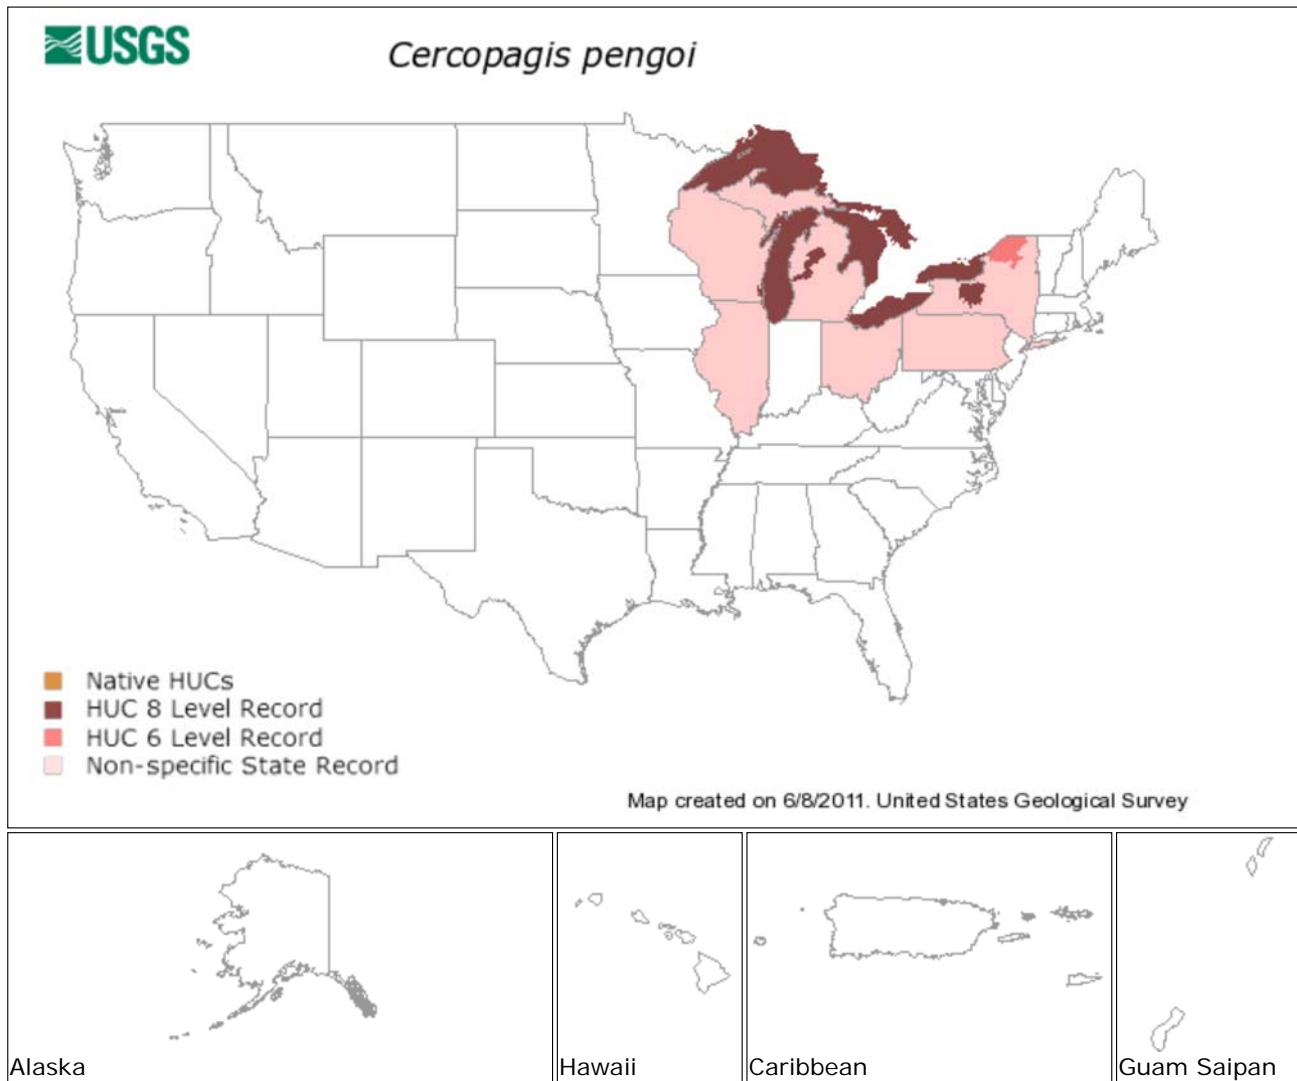 USGS
Cercopagis pengoi
Native HUCs
HUC 8 Level Record
HUC 6 Level Record
Non-specific State Record
Map created on 6/8/2011. United States Geological Survey
Alaska
Hawaii
Caribbean
Guam Saipan